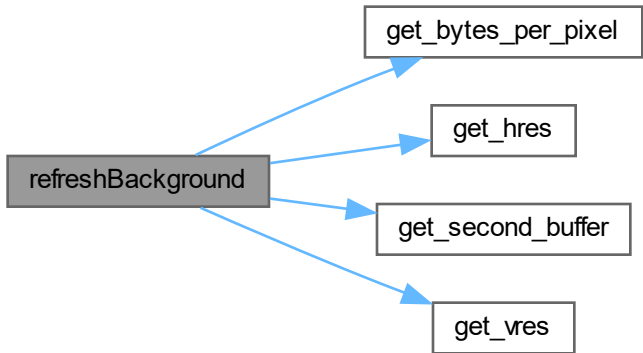 get_bytes_per_pixel
get_hres
refreshBackground
get_second_buffer
get_vres